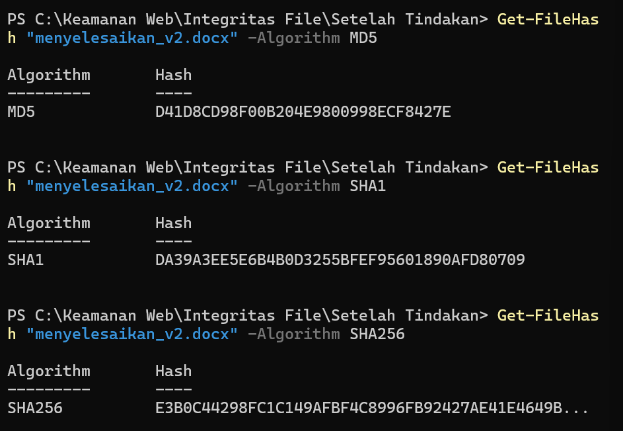 PS C:\Keamanan Web\Integritas File\Setelah Tindakan> Get-FileHas
h "menyelesaikan_v2.docx" -Algorithm MD5
Algorithm Hash
--------- ----
MD5 D41D8CD98F00B204E9800998ECF8427E
PS C:\Keamanan Web\Integritas File\Setelah Tindakan> Get-FileHas
h "menyelesaikan_v2.docx" -Algorithm SHA1
Algorithm Hash
--------- ----
SHA1 DA39A3EE5E6B4B0D3255BFEF95601890AFD80709
PS C:\Keamanan Web\Integritas File\Setelah Tindakan> Get-FileHas
h "menyelesaikan_v2.docx" -Algorithm SHA256
Algorithm Hash
--------- ----
SHA256 E3B0C44298FC1C149AFBF4C8996FB92427AE41E4649B...